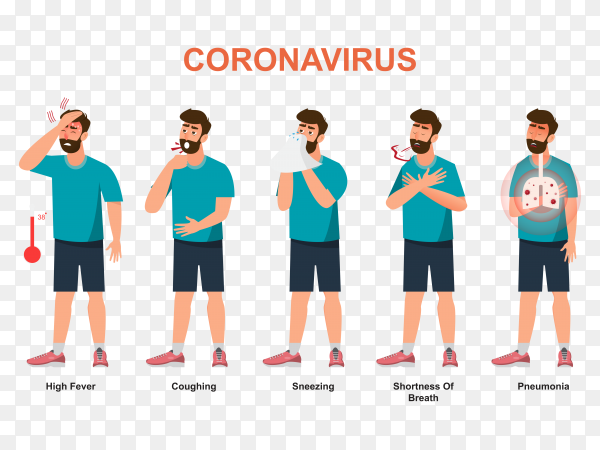 CORONAVIRUS
38°
High Fever
Coughing
Sneezing
Shortness Of
Breath
Pneumonia